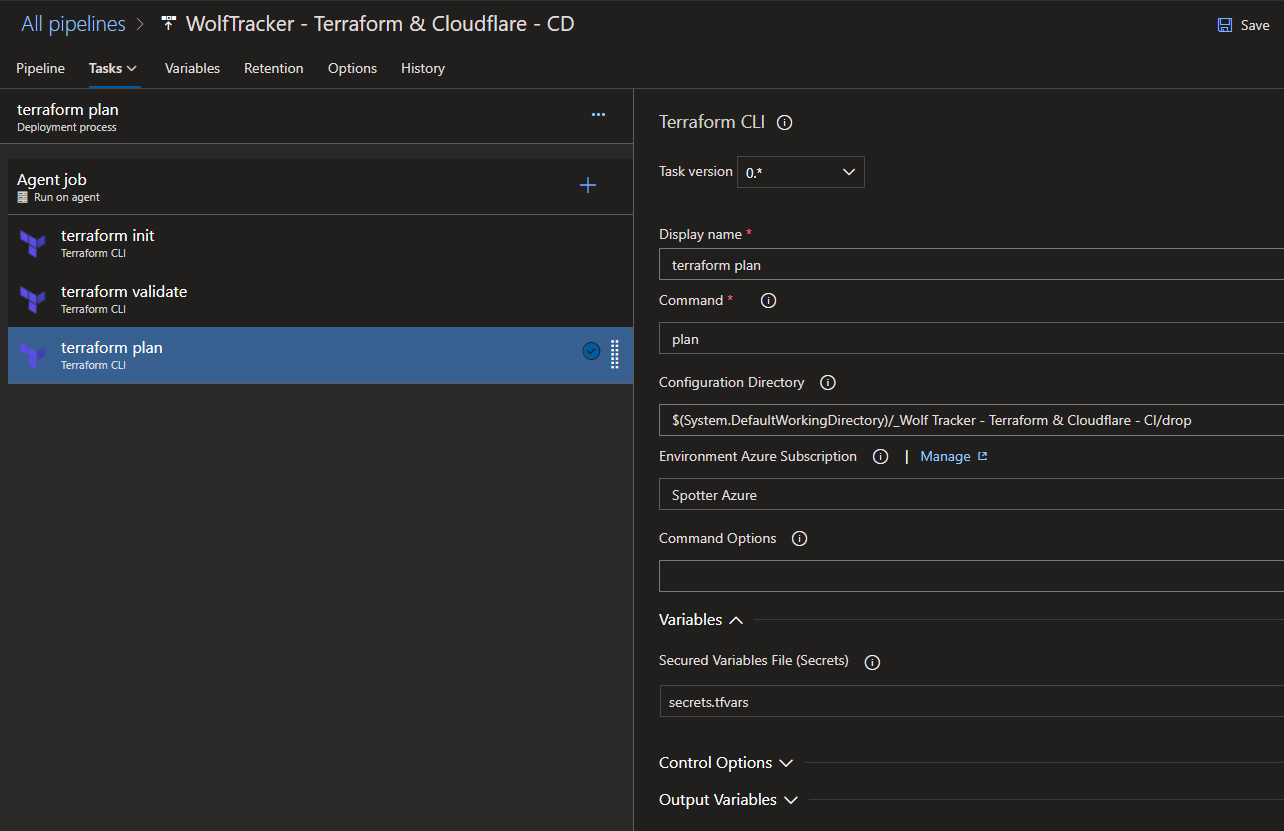 All pipelines > WolfTracker - Terraform & Cloudflare - CD
Save
Pipeline Tasks Variables Retention Options History
terraform plan
Deployment process
...
Agent job
Run on agent
terraform init
Terraform CLI
terraform validate
Terraform CLI
terraform plan
Terraform CLI
Terraform CLI
Task version 0.*
Display name *
terraform plan
Command *
plan
Configuration Directory
$(System.DefaultWorkingDirectory)/_Wolf Tracker - Terraform & Cloudflare - CI/drop
Environment Azure Subscription | Manage
Spotter Azure
Command Options
Variables
Secured Variables File (Secrets)
secrets.tfvars
Control Options
Output Variables